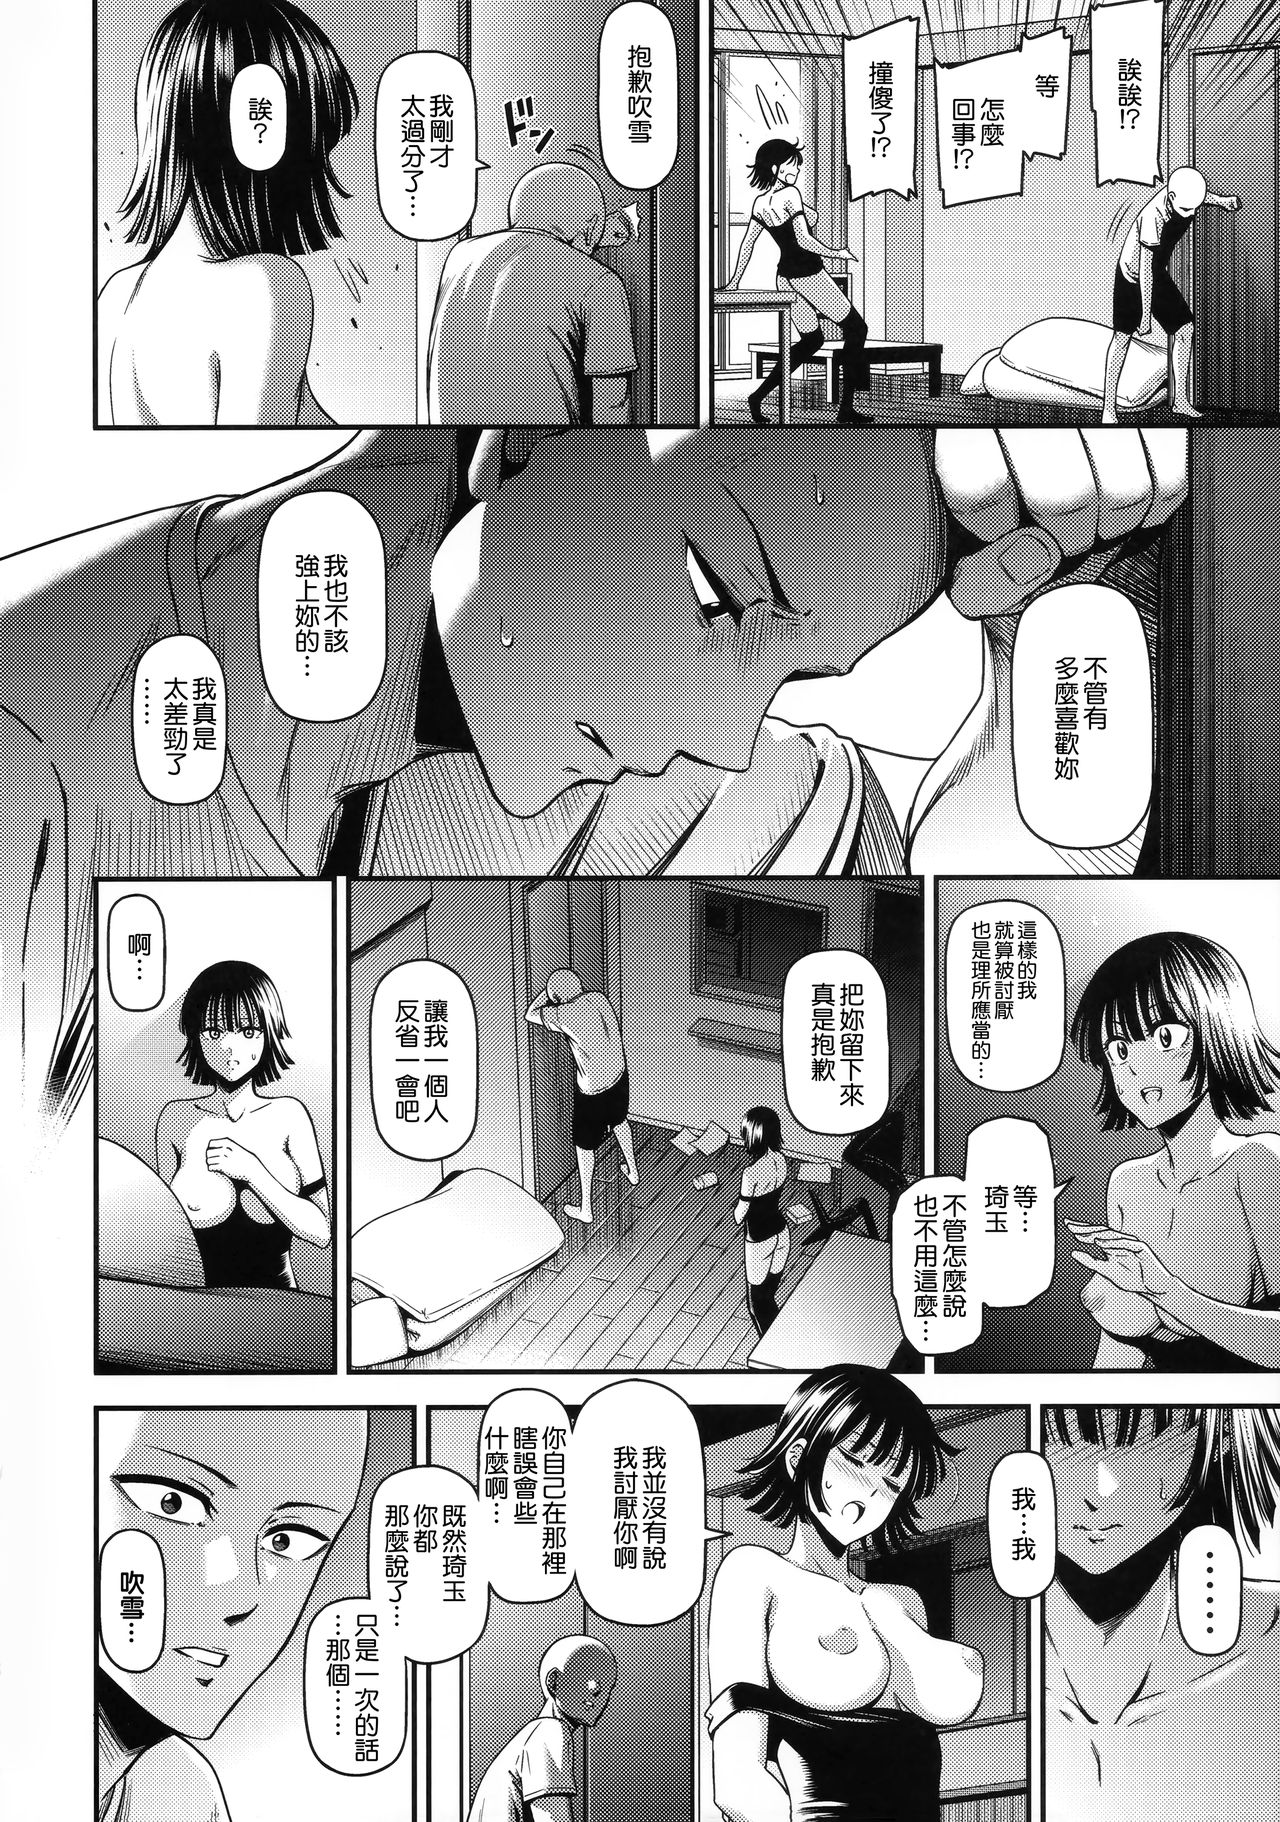 誒誒!?
等
怎麼
回事!?
撞傻了!?
抱歉吹雪
我剛才
太過分了…
ドンッ
誒?
不管有
多麼喜歡妳
我也不該
強上妳的…
我真是
太差勁了
……
這樣的我
就算被討厭
也是理所應當的…
等…
琦玉
不管怎麼說
也不用這麼…
把妳留下來
真是抱歉
讓我一個人
反省一會吧
啊…
……
我…我
我並沒有說
我討厭你啊
你自己在那裡
瞎誤會些
什麼啊…
既然琦玉
你都
那麼說了…
只是一次的話
…那個……
吹雪…